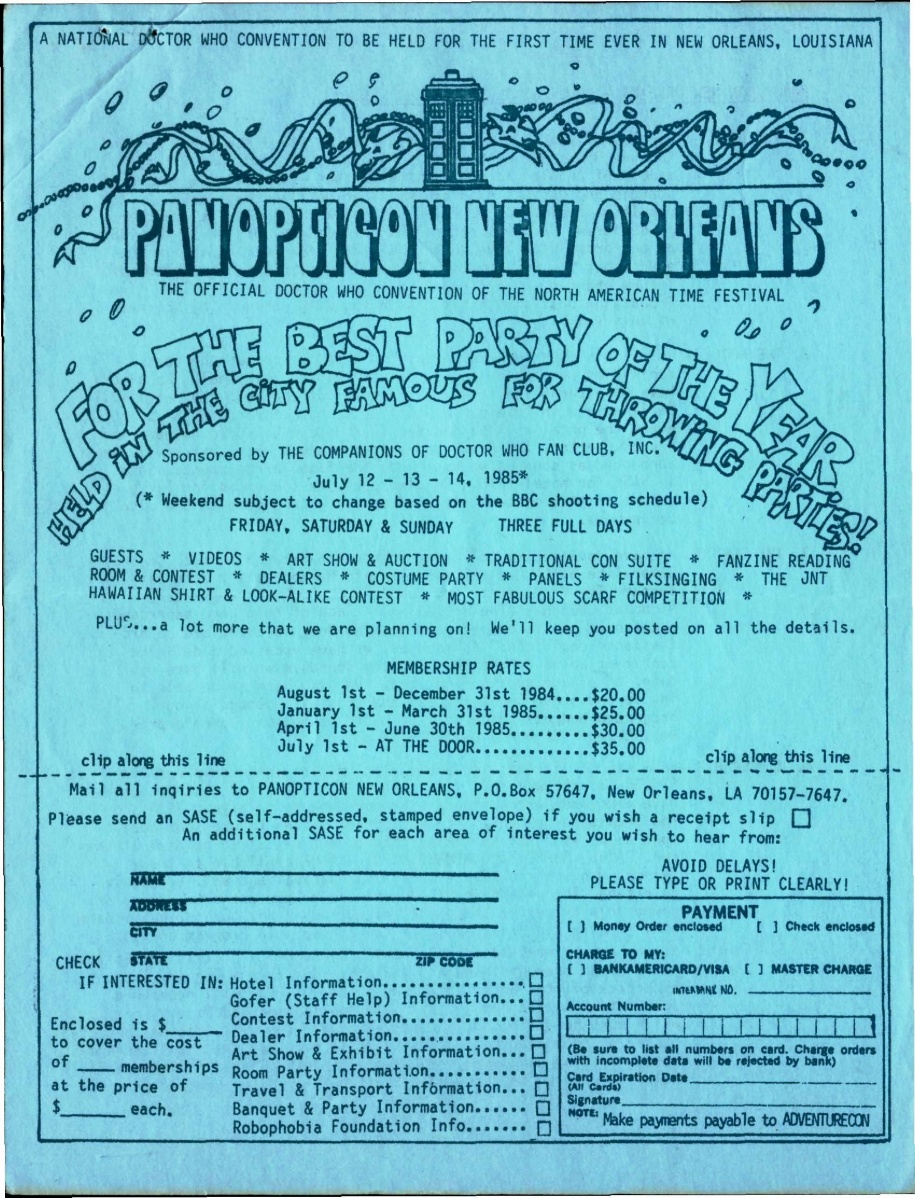 A NATIONAL DOCTOR WHO CONVENTION TO BE HELD FOR THE FIRST TIME EVER IN NEW ORLEANS, LOUISIANA
PANOPTICON NEW ORLEANS
THE OFFICIAL DOCTOR WHO CONVENTION OF THE NORTH AMERICAN TIME FESTIVAL
FOR THE BEST PARTY OF THE YEAR
HELD IN THE CITY FAMOUS FOR THROWING PARTIES!
Sponsored by THE COMPANIONS OF DOCTOR WHO FAN CLUB, INC.
July 12 - 13 - 14, 1985*
(* Weekend subject to change based on the BBC shooting schedule)
FRIDAY, SATURDAY & SUNDAY THREE FULL DAYS
GUESTS * VIDEOS * ART SHOW & AUCTION * TRADITIONAL CON SUITE * FANZINE READING
ROOM & CONTEST * DEALERS * COSTUME PARTY * PANELS * FILKSINGING * THE JNT
HAWAIIAN SHIRT & LOOK-ALIKE CONTEST * MOST FABULOUS SCARF COMPETITION *
PLUS...a lot more that we are planning on! We'll keep you posted on all the details.
MEMBERSHIP RATES
August 1st - December 31st 1984....$20.00
January 1st - March 31st 1985......$25.00
April 1st - June 30th 1985.........$30.00
July 1st - AT THE DOOR.............$35.00
clip along this line clip along this line
Mail all inqiries to PANOPTICON NEW ORLEANS, P.O.Box 57647, New Orleans, LA 70157-7647.
Please send an SASE (self-addressed, stamped envelope) if you wish a receipt slip
An additional SASE for each area of interest you wish to hear from:
AVOID DELAYS!
PLEASE TYPE OR PRINT CLEARLY!
NAME
ADDRESS
CITY
STATE ZIP CODE
CHECK
IF INTERESTED IN:
Hotel Information.................
Gofer (Staff Help) Information...
Contest Information..............
Dealer Information...............
Art Show & Exhibit Information...
Room Party Information...........
Travel & Transport Information...
Banquet & Party Information......
Robophobia Foundation Info.......
Enclosed is $______
to cover the cost
of ____ memberships
at the price of
$______ each.
PAYMENT
[ ] Money Order enclosed [ ] Check enclosed
CHARGE TO MY:
[ ] BANKAMERICARD/VISA [ ] MASTER CHARGE
INTERBANK NO.
Account Number:
(Be sure to list all numbers on card. Charge orders
with incomplete data will be rejected by bank)
Card Expiration Date
(All Cards)
Signature
NOTE: Make payments payable to ADVENTURECON